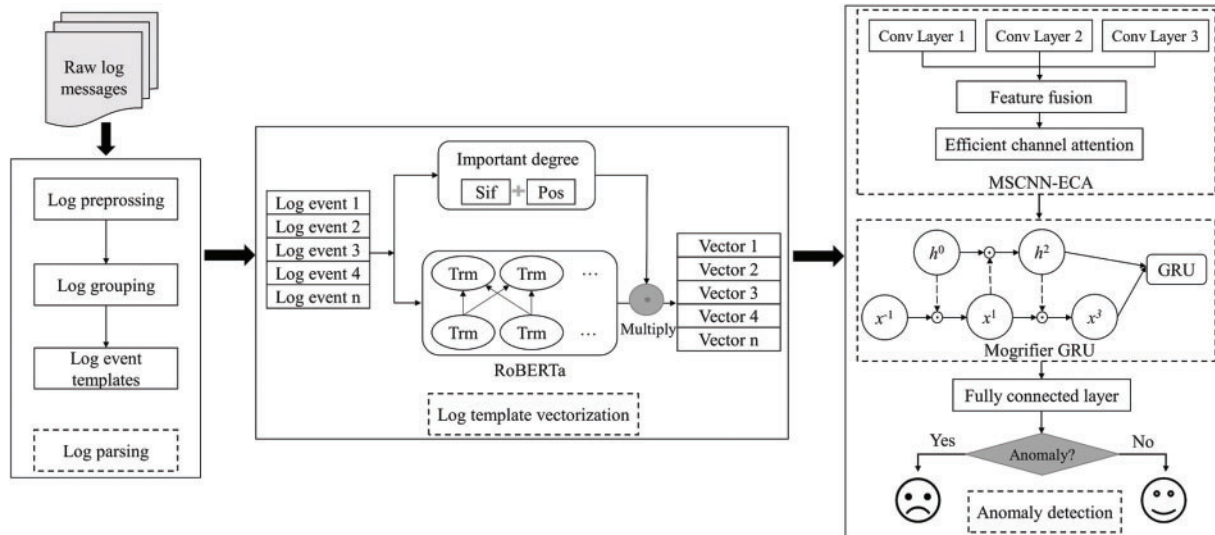 Raw log
messages
Log preprossing
Log grouping
Log event
templates
Log parsing
Log event 1
Log event 2
Log event 3
Log event 4
Log event n
Important degree
Sif + Pos
Trm Trm ...
Trm Trm ...
RoBERTa
Multiply
Vector 1
Vector 2
Vector 3
Vector 4
Vector n
Log template vectorization
Conv Layer 1 Conv Layer 2 Conv Layer 3
Feature fusion
Efficient channel attention
MSCNN-ECA
h⁰ h²
GRU
x⁻¹ x¹ x³
Mogrifier GRU
Fully connected layer
Yes Anomaly? No
Anomaly detection